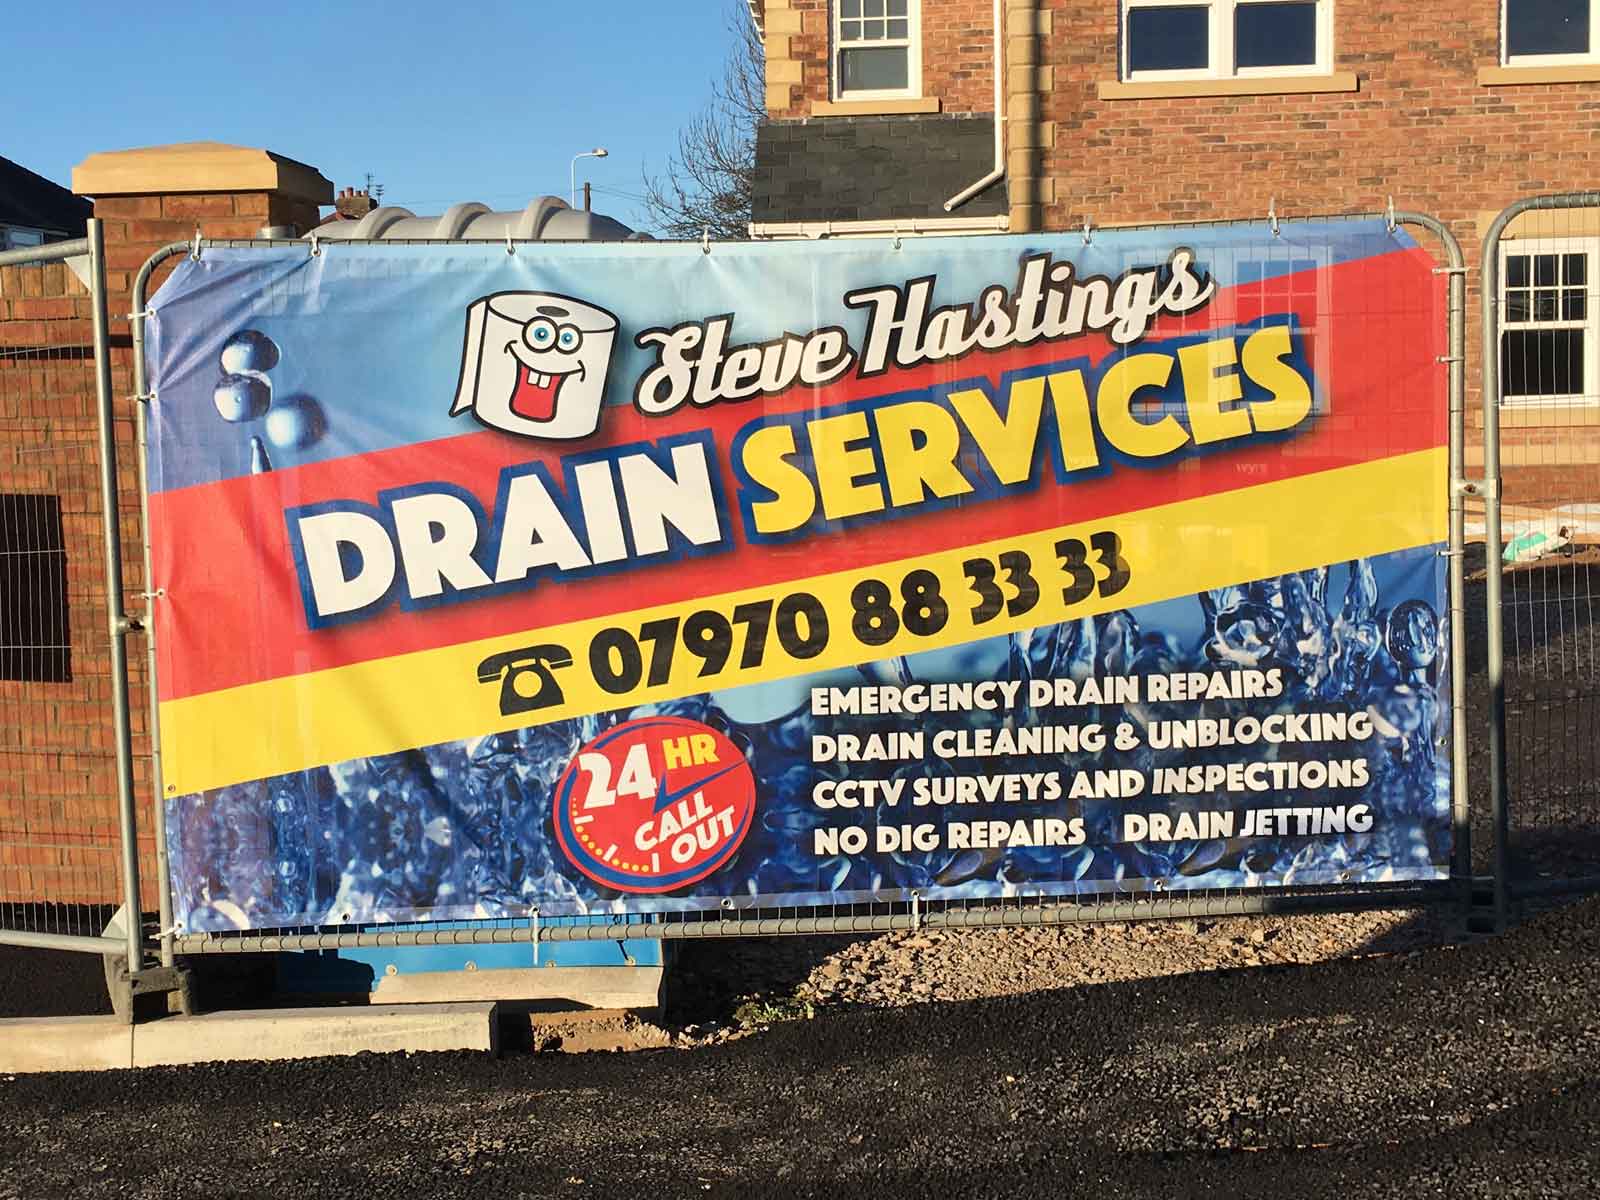 Steve Hastings
DRAIN SERVICES
07970 88 33 33
24 HR
CALL
OUT
EMERGENCY DRAIN REPAIRS
DRAIN CLEANING & UNBLOCKING
CCTV SURVEYS AND INSPECTIONS
NO DIG REPAIRS DRAIN JETTING